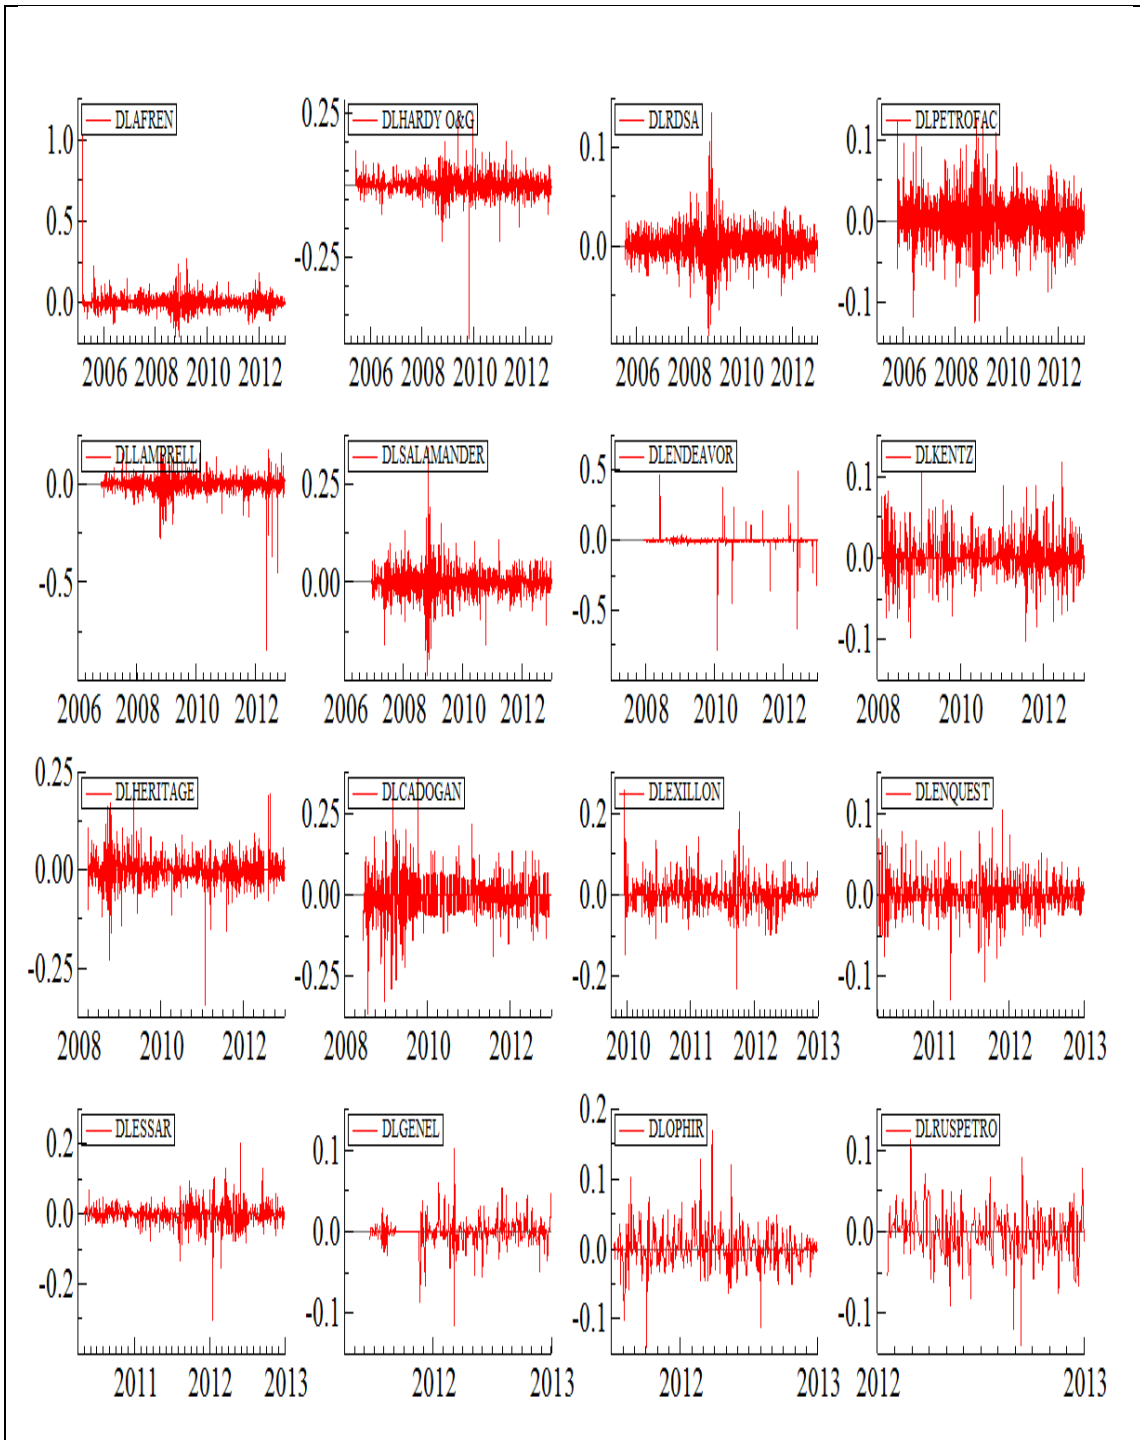 DLAFREN
1.0
0.5
0.0
2006 2008 2010 2012
DLHARDY O&G
0.25
-0.25
2006 2008 2010 2012
DLRDSA
0.1
0.0
2006 2008 2010 2012
DLPETROFAC
0.1
0.0
-0.1
2006 2008 2010 2012
DLLAMPRELL
0.0
-0.5
2006 2008 2010 2012
DLSALAMANDER
0.25
0.00
2006 2008 2010 2012
DLENDEAVOR
0.5
0.0
-0.5
2008 2010 2012
DLKENTZ
0.1
0.0
-0.1
2008 2010 2012
DLHERITAGE
0.25
0.00
-0.25
2008 2010 2012
DLCADOGAN
0.25
0.00
-0.25
2008 2010 2012
DLEXILLON
0.2
0.0
-0.2
2010 2011 2012 2013
DLENQUEST
0.1
0.0
-0.1
2011 2012 2013
DLESSAR
0.2
0.0
-0.2
2011 2012 2013
DLGENEL
0.1
0.0
-0.1
2012 2013
DLOPHIR
0.2
0.1
0.0
-0.1
2012 2013
DLRUSPETRO
0.1
0.0
-0.1
2012 2013